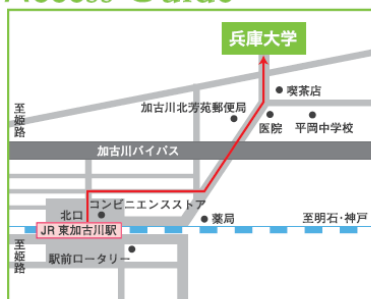 Access Guide
兵庫大学
喫茶店
至姫路
加古川北芳苑郵便局
医院
平岡中学校
加古川バイパス
コンビニエンスストア
北口
薬局
至明石・神戸
JR 東加古川駅
至姫路
駅前ロータリー